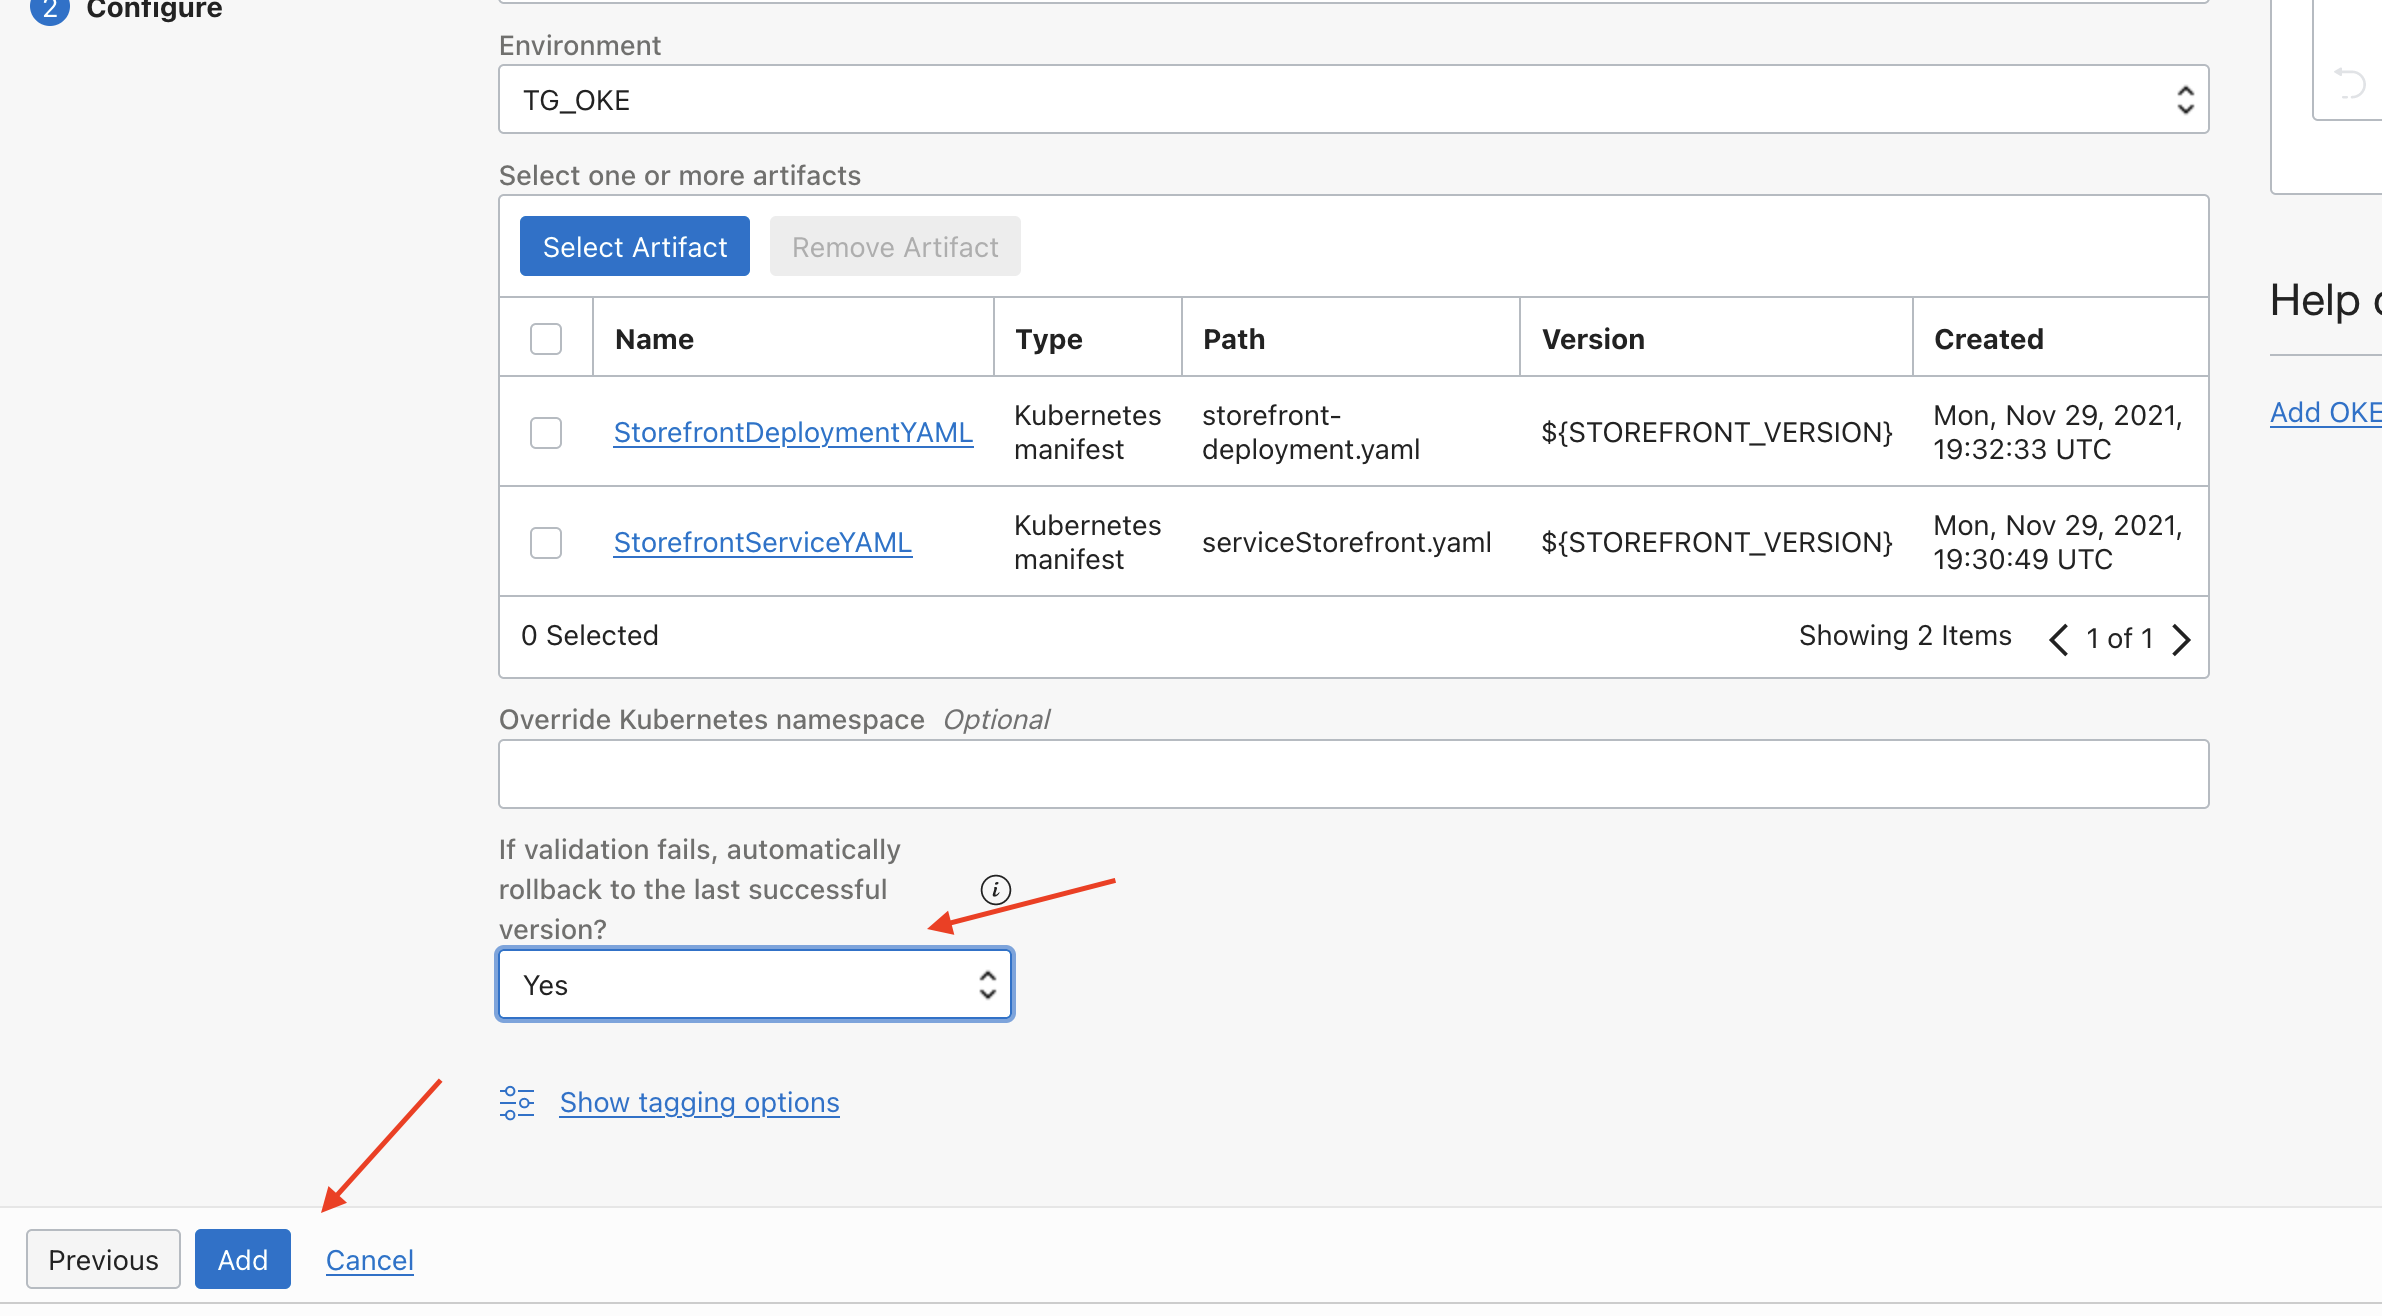 2 Configure
Environment
TG_OKE
Select one or more artifacts
Select Artifact Remove Artifact
Name Type Path Version Created
StorefrontDeploymentYAML Kubernetes manifest storefront-deployment.yaml ${STOREFRONT_VERSION} Mon, Nov 29, 2021, 19:32:33 UTC
StorefrontServiceYAML Kubernetes manifest serviceStorefront.yaml ${STOREFRONT_VERSION} Mon, Nov 29, 2021, 19:30:49 UTC
0 Selected Showing 2 Items 1 of 1
Override Kubernetes namespace Optional
If validation fails, automatically
rollback to the last successful
version?
Yes
Show tagging options
Previous Add Cancel
Help
Add OKE